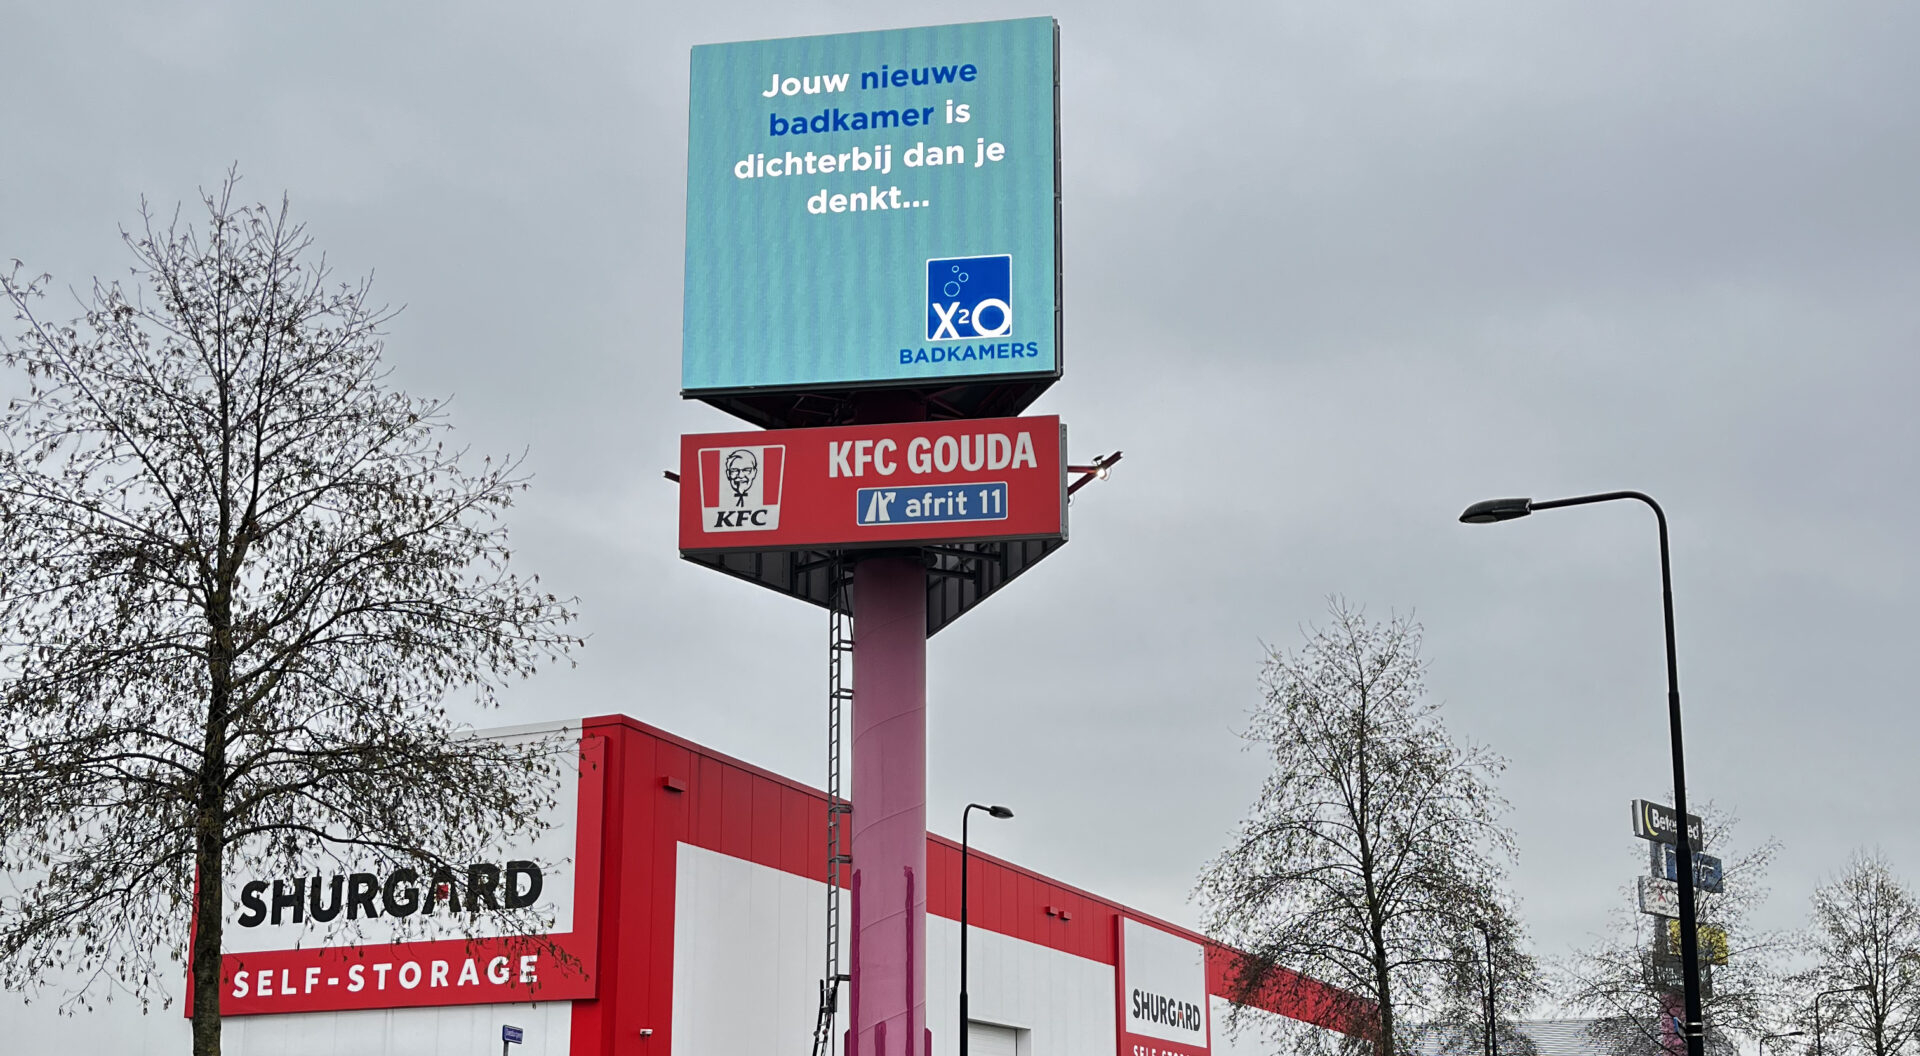 Jouw nieuwe
badkamer is
dichterbij dan je
denkt...
X²O
BADKAMERS
KFC GOUDA
KFC
afrit 11
SHURGARD
SELF-STORAGE
SHURGARD